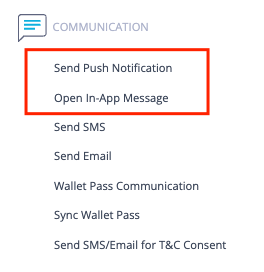 COMMUNICATION
Send Push Notification
Open In-App Message
Send SMS
Send Email
Wallet Pass Communication
Sync Wallet Pass
Send SMS/Email for T&C Consent